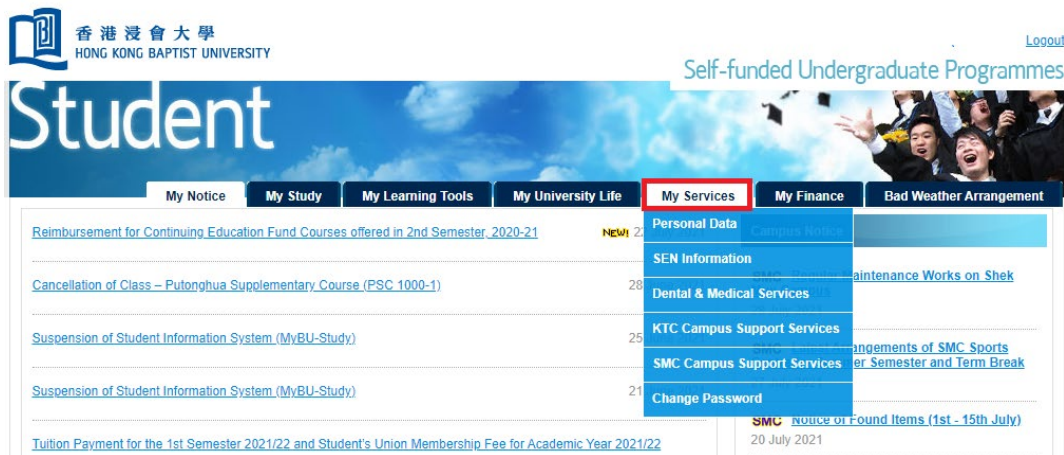 香港浸會大學
HONG KONG BAPTIST UNIVERSITY
Logout
Self-funded Undergraduate Programmes
Student
My Notice My Study My Learning Tools My University Life My Services My Finance Bad Weather Arrangement
Reimbursement for Continuing Education Fund Courses offered in 2nd Semester, 2020-21 NEW!
Cancellation of Class – Putonghua Supplementary Course (PSC 1000-1) 28
Suspension of Student Information System (MyBU-Study) 25 June 2021
Suspension of Student Information System (MyBU-Study) 21
Tuition Payment for the 1st Semester 2021/22 and Student's Union Membership Fee for Academic Year 2021/22
Personal Data
SEN Information
Dental & Medical Services
KTC Campus Support Services
SMC Campus Support Services
Change Password
Campus Notice
SMC Regular Maintenance Works on Shek
SMC Arrangements of SMC Sports
Semester and Term Break
July 2021
SMC Notice of Found Items (1st - 15th July)
20 July 2021